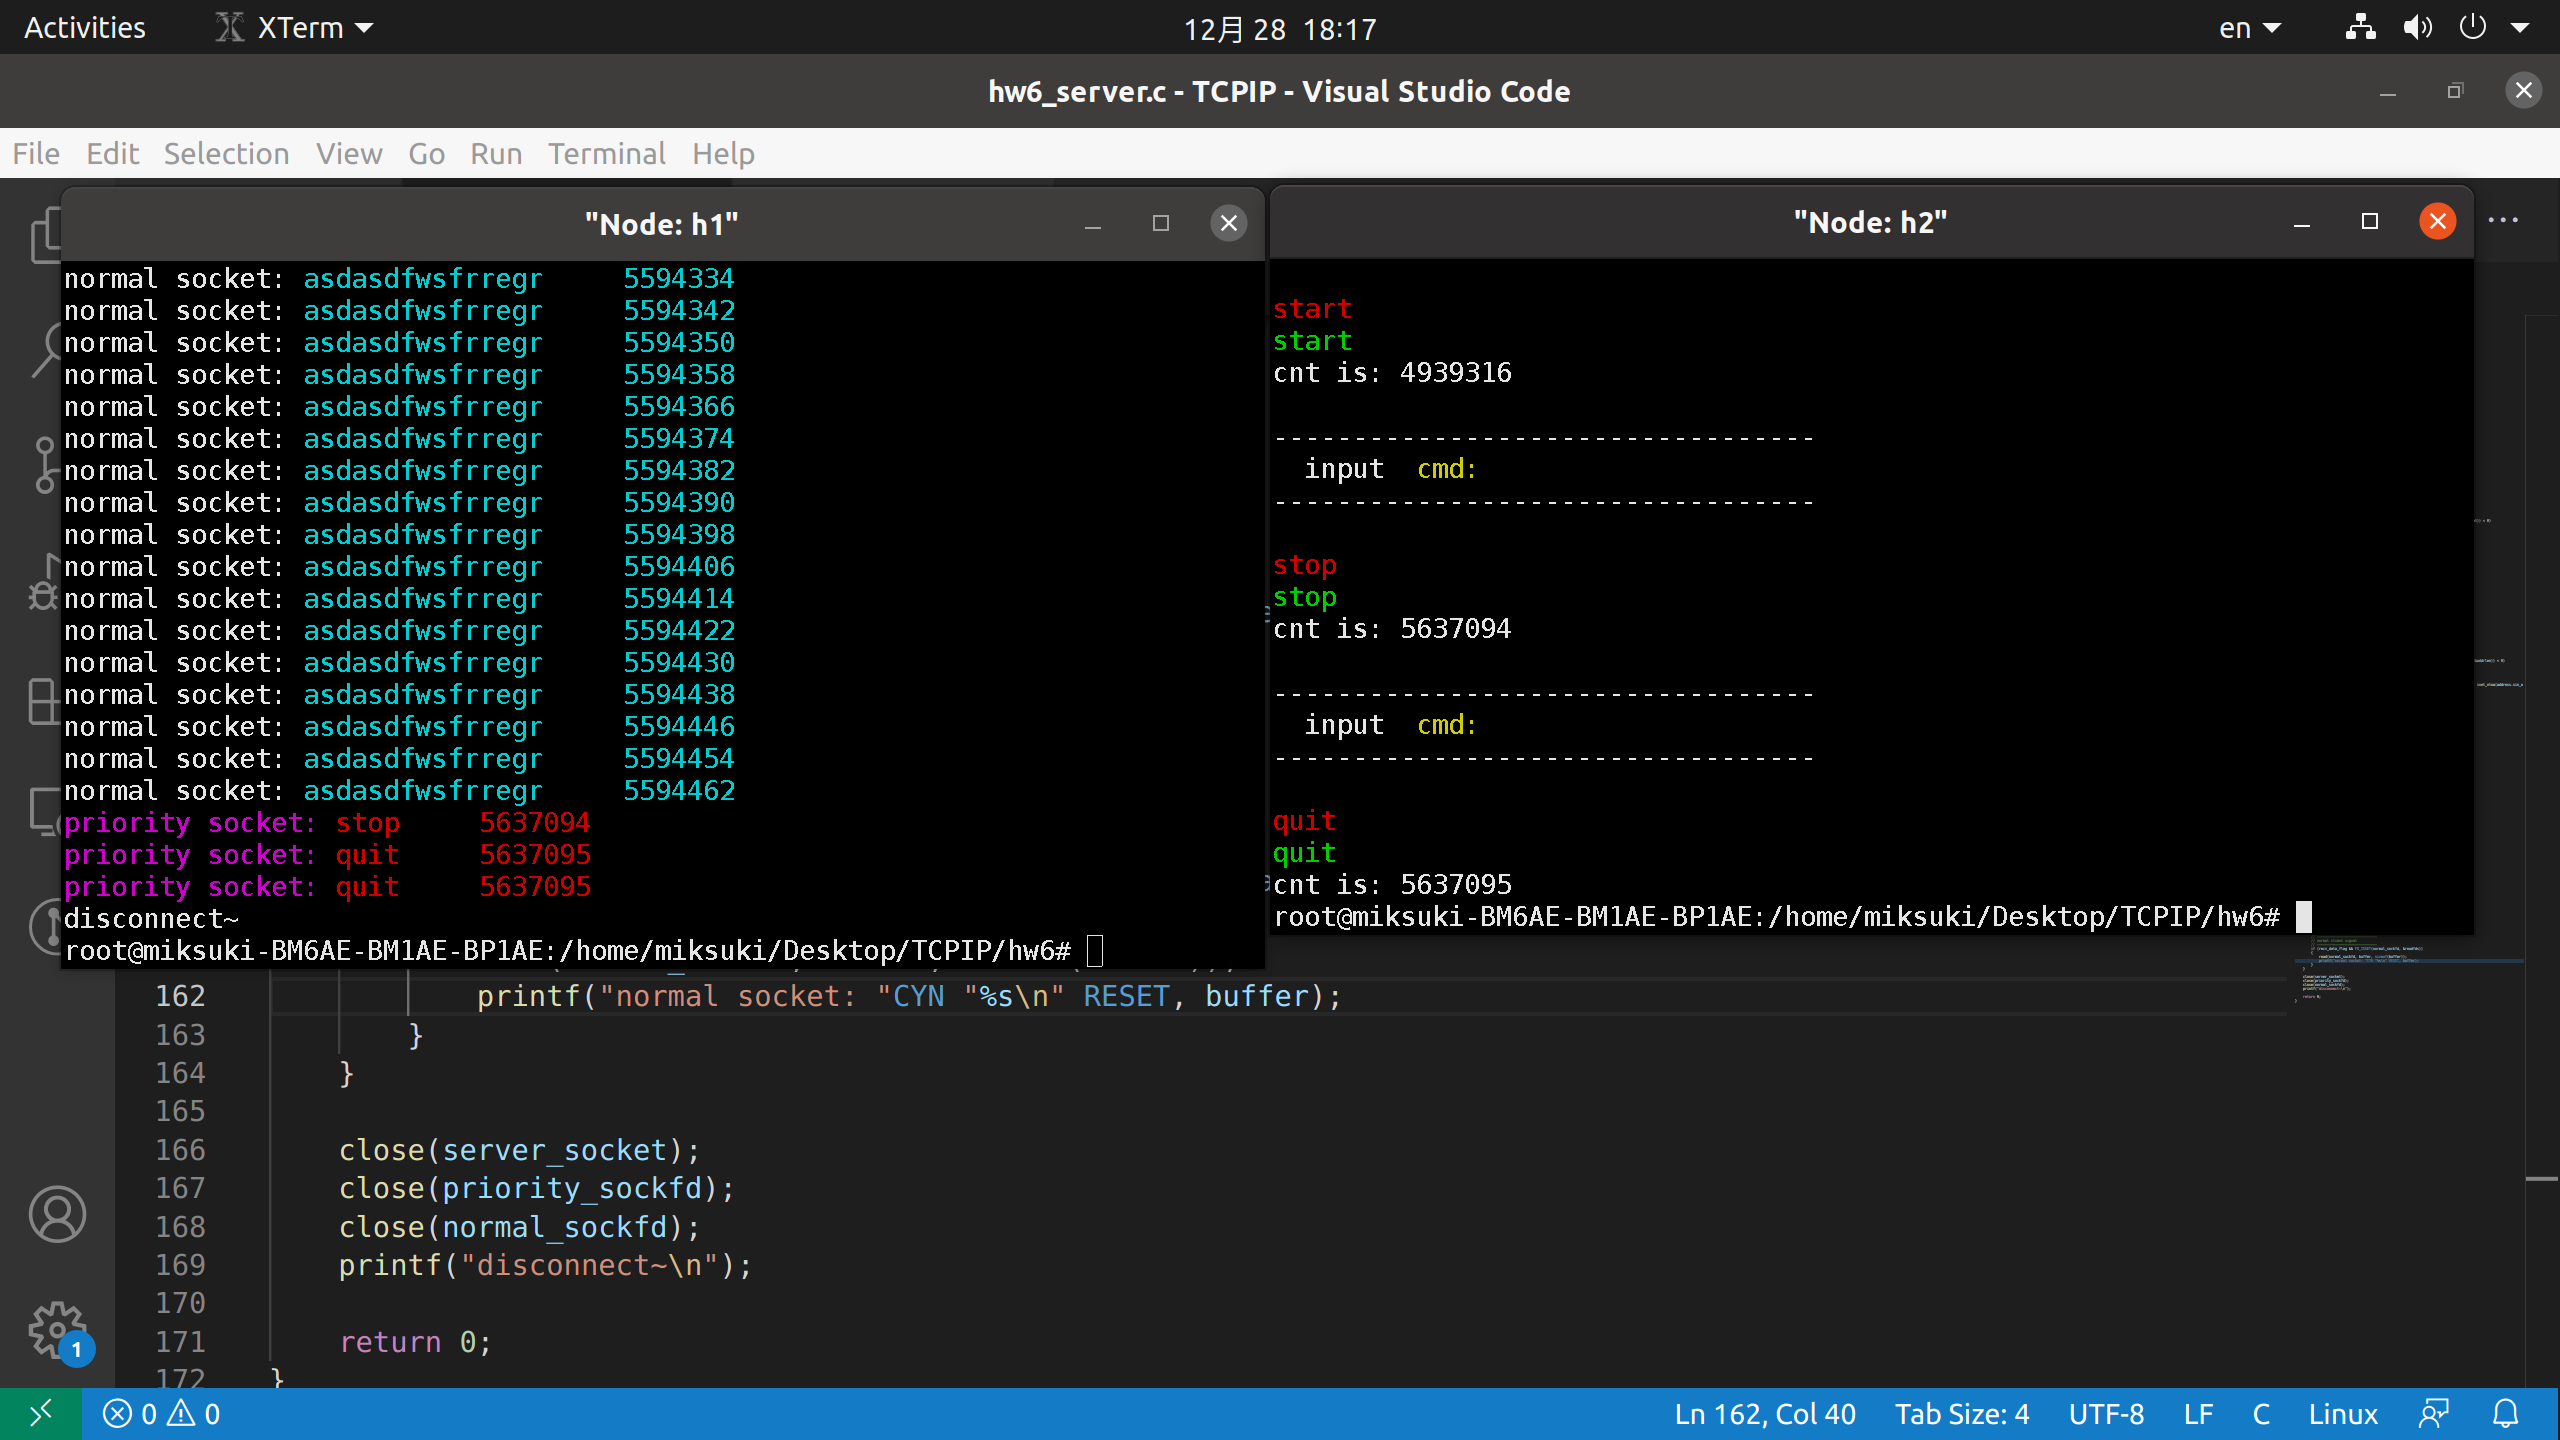 Activities XTerm 12月 28 18:17 en
hw6_server.c - TCPIP - Visual Studio Code
File Edit Selection View Go Run Terminal Help
"Node: h1"
normal socket: asdasdfwsfrregr 5594334
normal socket: asdasdfwsfrregr 5594342
normal socket: asdasdfwsfrregr 5594350
normal socket: asdasdfwsfrregr 5594358
normal socket: asdasdfwsfrregr 5594366
normal socket: asdasdfwsfrregr 5594374
normal socket: asdasdfwsfrregr 5594382
normal socket: asdasdfwsfrregr 5594390
normal socket: asdasdfwsfrregr 5594398
normal socket: asdasdfwsfrregr 5594406
normal socket: asdasdfwsfrregr 5594414
normal socket: asdasdfwsfrregr 5594422
normal socket: asdasdfwsfrregr 5594430
normal socket: asdasdfwsfrregr 5594438
normal socket: asdasdfwsfrregr 5594446
normal socket: asdasdfwsfrregr 5594454
normal socket: asdasdfwsfrregr 5594462
priority socket: stop 5637094
priority socket: quit 5637095
priority socket: quit 5637095
disconnect~
root@miksuki-BM6AE-BM1AE-BP1AE:/home/miksuki/Desktop/TCPIP/hw6#
"Node: h2"
start
start
cnt is: 4939316
----------------------------------
input cmd:
----------------------------------
stop
stop
cnt is: 5637094
----------------------------------
input cmd:
----------------------------------
quit
quit
cnt is: 5637095
root@miksuki-BM6AE-BM1AE-BP1AE:/home/miksuki/Desktop/TCPIP/hw6#
162 printf("normal socket: "CYN "%s\n" RESET, buffer);
163 }
164 }
165
166 close(server_socket);
167 close(priority_sockfd);
168 close(normal_sockfd);
169 printf("disconnect~\n");
170
171 return 0;
172 }
1
0 0 Ln 162, Col 40 Tab Size: 4 UTF-8 LF C Linux